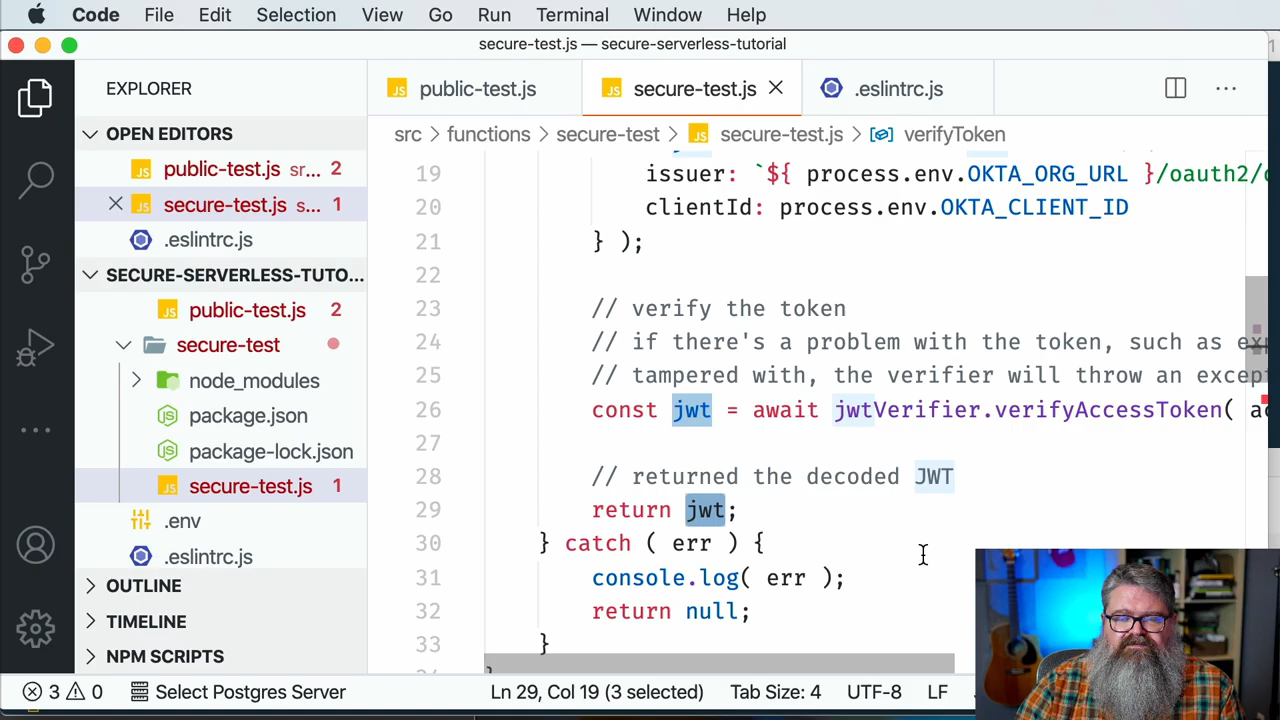 Code File Edit Selection View Go Run Terminal Window Help
secure-test.js — secure-serverless-tutorial
EXPLORER
OPEN EDITORS
public-test.js sr... 2
secure-test.js s... 1
.eslintrc.js
SECURE-SERVERLESS-TUTO...
public-test.js 2
secure-test
node_modules
package.json
package-lock.json
secure-test.js 1
.env
.eslintrc.js
OUTLINE
TIMELINE
NPM SCRIPTS
public-test.js secure-test.js .eslintrc.js
src > functions > secure-test > secure-test.js > verifyToken
19 issuer: `${ process.env.OKTA_ORG_URL }/oauth2/
20 clientId: process.env.OKTA_CLIENT_ID
21 } );
22
23 // verify the token
24 // if there's a problem with the token, such as
25 // tampered with, the verifier will throw an
26 const jwt = await jwtVerifier.verifyAccessToken(
27
28 // returned the decoded JWT
29 return jwt;
30 } catch ( err ) {
31 console.log( err );
32 return null;
33 }
3 0 Select Postgres Server Ln 29, Col 19 (3 selected) Tab Size: 4 UTF-8 LF